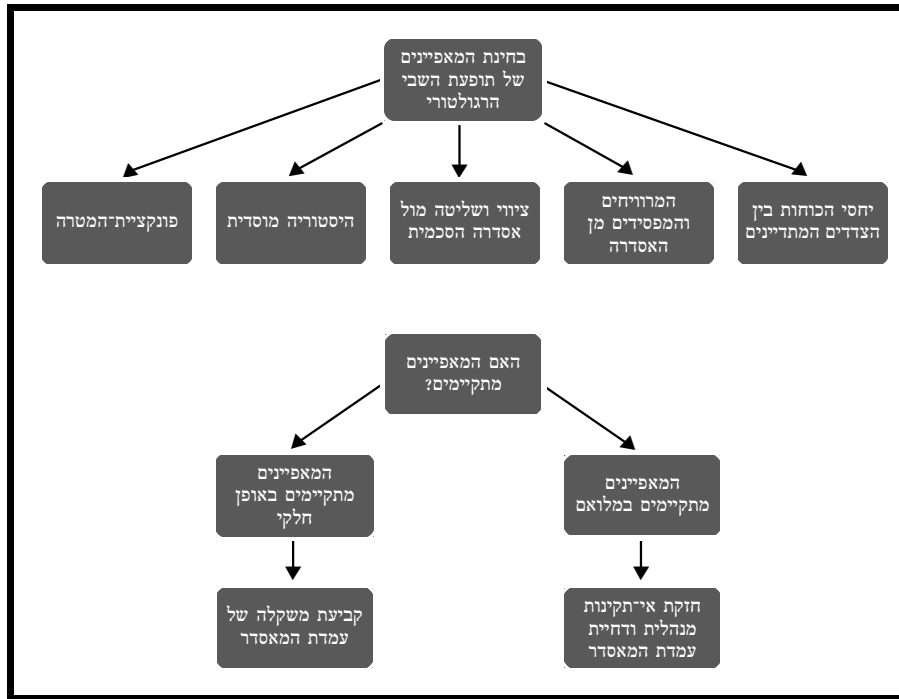 בחינת המאפיינים
של תופעת השבי
הרגולטורי
יחסי הכוחות בין
הצדדים המתדיינים
המרוויחים
והמפסידים מן
האסדרה
ציווי ושליטה מול
אסדרה הסכמית
היסטוריה מוסדית
פונקציית־המטרה
האם המאפיינים
מתקיימים?
המאפיינים
מתקיימים במלואם
המאפיינים
מתקיימים באופן
חלקי
חזקת אי־תקינות
מנהלית ודחיית
עמדת המאסדר
קביעת משקלה של
עמדת המאסדר